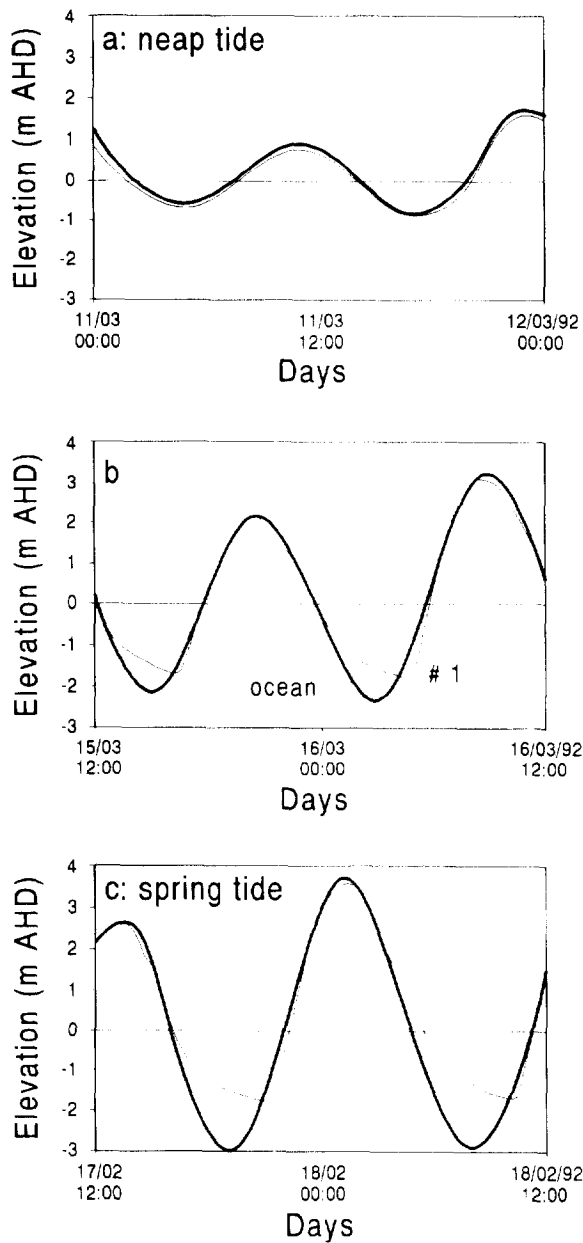 a: neap tide
Elevation (m AHD)
4
3
2
1
0
-1
-2
-3
11/03 11/03 12/03/92
00:00 12:00 00:00
Days
b
Elevation (m AHD)
4
3
2
1
0
-1
-2
-3
ocean # 1
15/03 16/03 16/03/92
12:00 00:00 12:00
Days
c: spring tide
Elevation (m AHD)
4
3
2
1
0
-1
-2
-3
17/02 18/02 18/02/92
12:00 00:00 12:00
Days